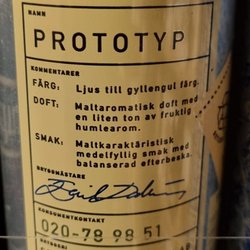 NAMN
PROTOTYP
KOMMENTARER
FÄRG: Ljus till gyllengul färg.
DOFT: Maltaromatisk doft med
en liten ton av fruktig
humlearom.
SMAK: Maltkaraktäristisk
medelfyllig smak med
balanserad efterbeska.
BRYGGMÄSTARE
KONSUMENTKONTAKT
020-78 98 51
BRYGGERI